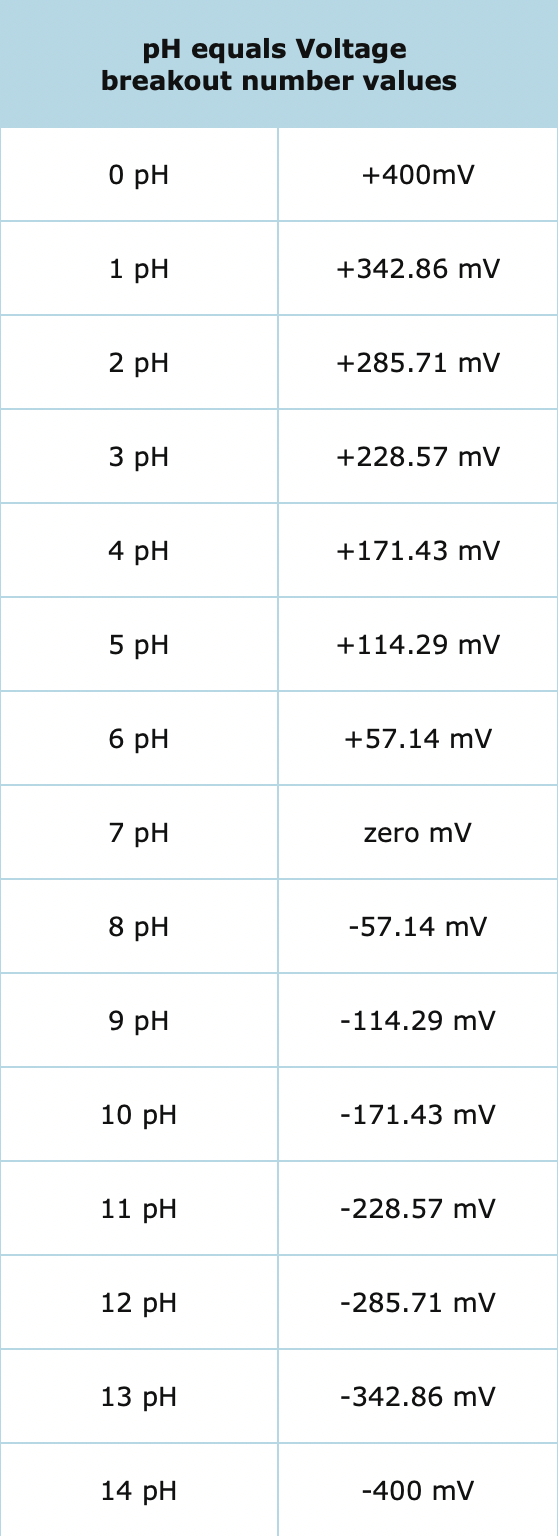 pH equals Voltage
breakout number values
0 pH +400mV
1 pH +342.86 mV
2 pH +285.71 mV
3 pH +228.57 mV
4 pH +171.43 mV
5 pH +114.29 mV
6 pH +57.14 mV
7 pH zero mV
8 pH -57.14 mV
9 pH -114.29 mV
10 pH -171.43 mV
11 pH -228.57 mV
12 pH -285.71 mV
13 pH -342.86 mV
14 pH -400 mV